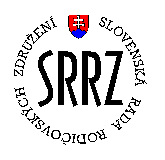 SLOVENSKÁ RADA RODIČOVSKÝCH ZDRUŽENÍ
SRRZ